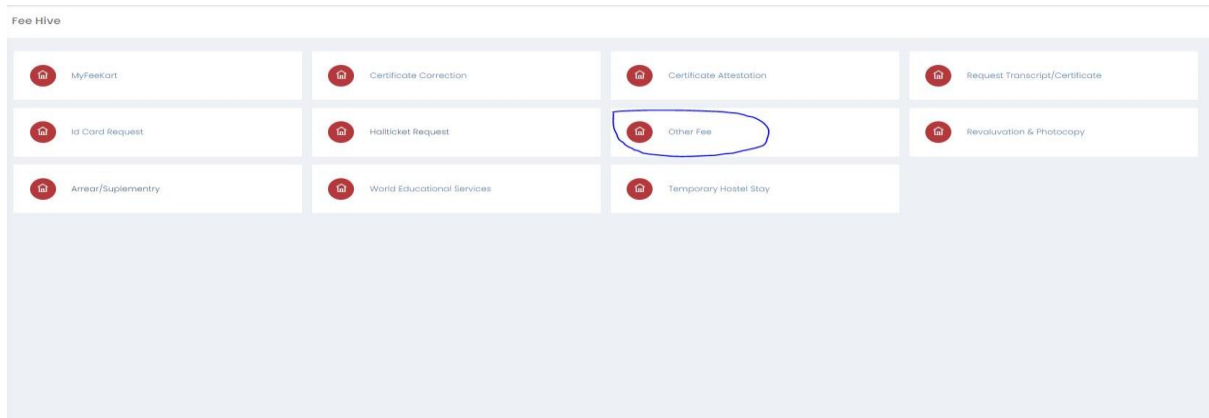 Fee Hive
MyFeeKart
Certificate Correction
Certificate Attestation
Request Transcript/Certificate
Id Card Request
Hallticket Request
Other Fee
Revaluvation & Photocopy
Arrear/Suplementry
World Educational Services
Temporary Hostel Stay